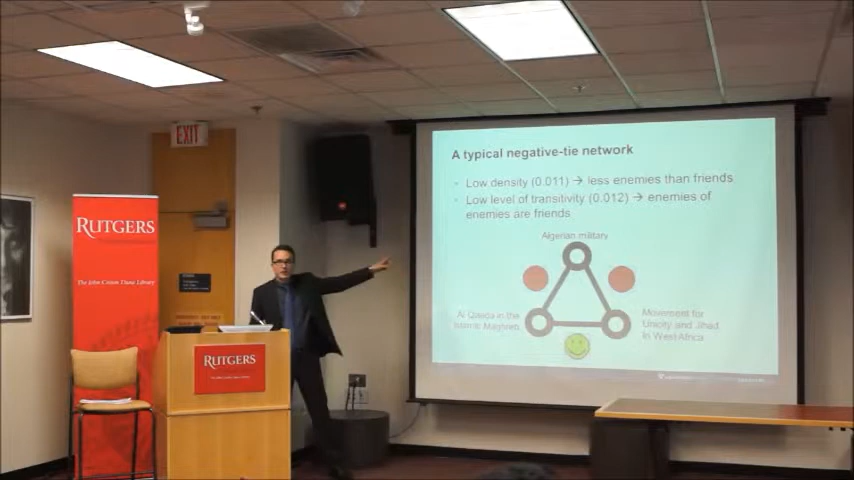 EXIT
RUTGERS
The John Cotton Dana Library
RUTGERS
A typical negative-tie network
Low density (0.011) → less enemies than friends
Low level of transitivity (0.012) → enemies of
enemies are friends
Algerian military
Al Qaeda in the
Islamic Maghreb
Movement for
Unicity and Jihad
in West Africa